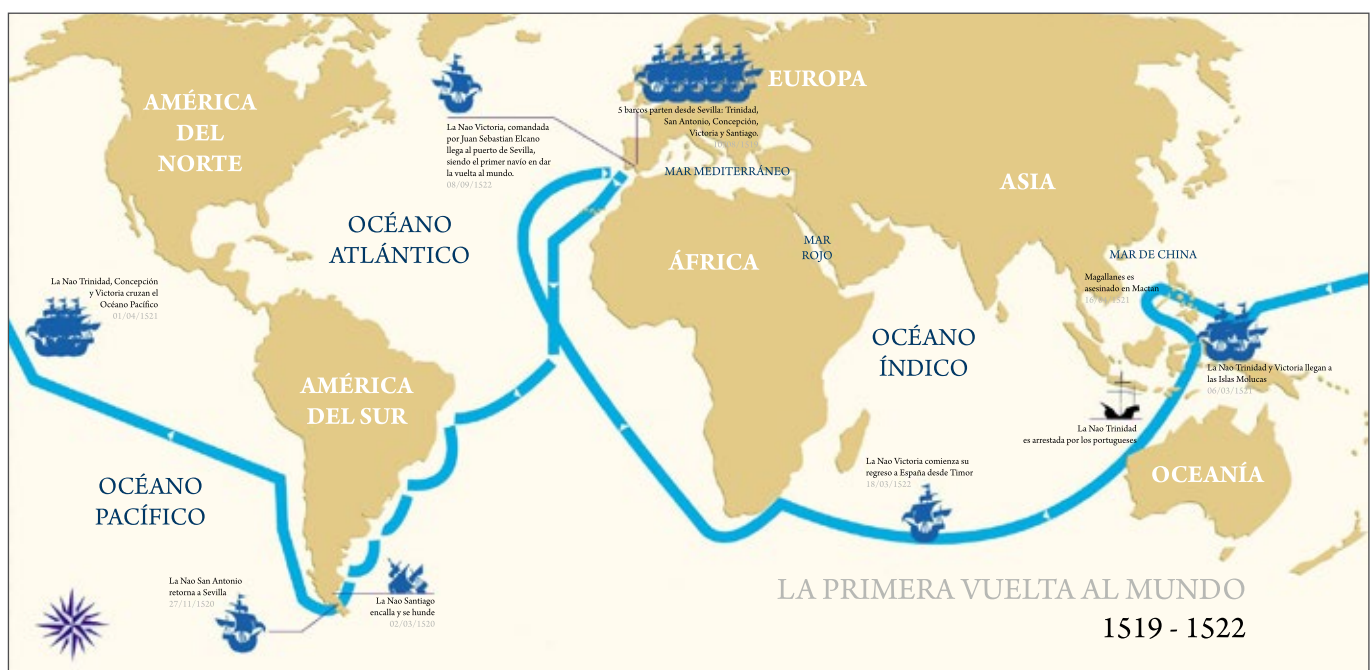 AMÉRICA
DEL
NORTE
La Nao Victoria, comandada
por Juan Sebastian Elcano
llega al puerto de Sevilla,
siendo el primer navío en dar
la vuelta al mundo.
08/09/1522
5 barcos parten desde Sevilla: Trinidad,
San Antonio, Concepción,
Victoria y Santiago.
EUROPA
MAR MEDITERRÁNEO
ASIA
OCÉANO
ATLÁNTICO
ÁFRICA
MAR
ROJO
MAR DE CHINA
Magallanes es
asesinado en Mactan
La Nao Trinidad, Concepción
y Victoria cruzan el
Océano Pacífico
01/04/1521
OCÉANO
ÍNDICO
La Nao Trinidad y Victoria llegan a
las Islas Molucas
06/03/1521
AMÉRICA
DEL SUR
La Nao Trinidad
es arrestada por los portugueses
La Nao Victoria comienza su
regreso a España desde Timor
18/03/1522
OCEANÍA
OCÉANO
PACÍFICO
La Nao San Antonio
retorna a Sevilla
27/11/1520
La Nao Santiago
encalla y se hunde
02/03/1520
LA PRIMERA VUELTA AL MUNDO
1519 - 1522